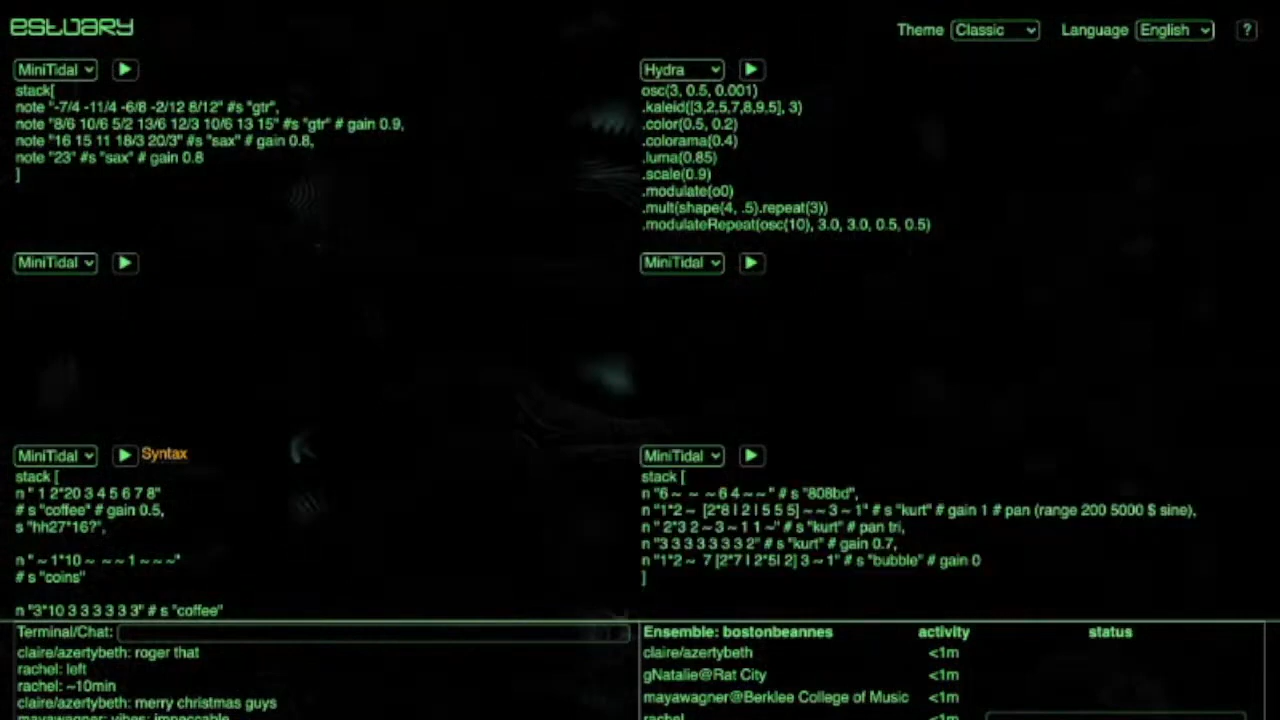 estuary
Theme Classic Language English ?
MiniTidal
stack[
note "-7/4 -11/4 -6/8 -2/12 8/12" #s "gtr",
note "8/6 10/6 5/2 13/6 12/3 10/6 13 15" #s "gtr" # gain 0.9,
note "16 15 11 18/3 20/3" #s "sax" # gain 0.8,
note "23" #s "sax" # gain 0.8
]
Hydra
osc(3, 0.5, 0.001)
.kaleid([3,2,5,7,8,9,5], 3)
.color(0.5, 0.2)
.colorama(0.4)
.luma(0.85)
.scale(0.9)
.modulate(o0)
.mult(shape(4, .5).repeat(3))
.modulateRepeat(osc(10), 3.0, 3.0, 0.5, 0.5)
MiniTidal
MiniTidal
MiniTidal Syntax
stack [
n " 1 2*20 3 4 5 6 7 8"
# s "coffee" # gain 0.5,
s "hh27*16?",
n " ~ 1*10 ~ ~ ~ 1 ~ ~ ~"
# s "coins"
n "3*10 3 3 3 3 3 3" # s "coffee"
MiniTidal
stack [
n "6 ~ ~ ~ 6 4 ~ ~" # s "808bd",
n "1*2 ~ [2*8 | 2 | 5 5 5] ~ ~ 3 ~ 1" # s "kurt" # gain 1 # pan (range 200 5000 $ sine),
n " 2*3 2 ~ 3 ~ 1 1 ~" # s "kurt" # pan tri,
n "3 3 3 3 3 3 3 2" # s "kurt" # gain 0.7,
n "1*2 ~ 7 [2*7 | 2*5| 2] 3 ~ 1" # s "bubble" # gain 0
]
Terminal/Chat:
claire/azertybeth: roger that
rachel: left
rachel: ~10min
claire/azertybeth: merry christmas guys
mayawagner: vibes: impeccable
Ensemble: bostonbeannes activity status
claire/azertybeth <1m
gNatalie@Rat City <1m
mayawagner@Berklee College of Music <1m
rachel <1m